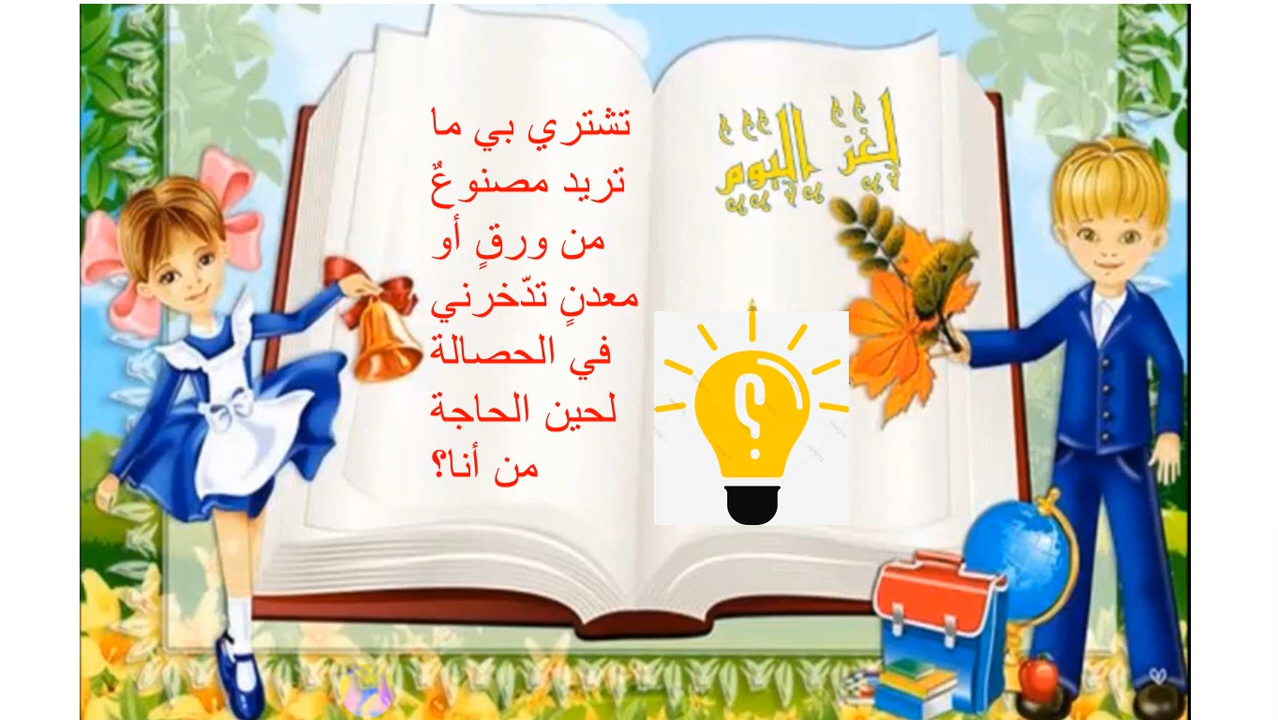 لغز اليوم
تشتري بي ما
تريد مصنوعٌ
من ورقٍ أو
معدنٍ تدّخرني
في الحصالة
لحين الحاجة
من أنا؟